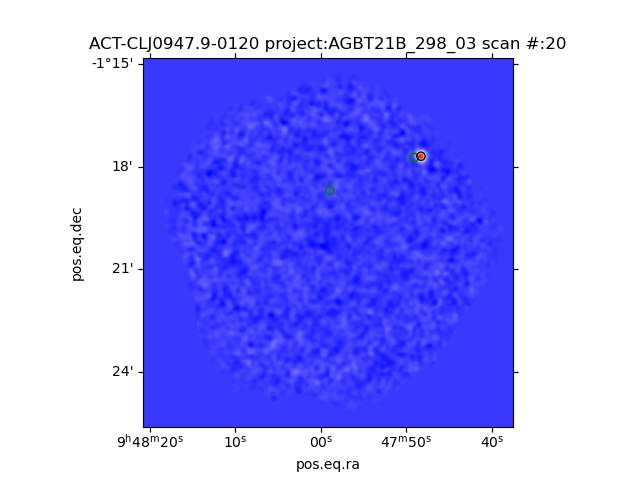 ACT-CLJ0947.9-0120 project:AGBT21B_298_03 scan #:20
-1°15'
18'
21'
24'
pos.eq.dec
9ʰ48ᵐ20ˢ 10ˢ 00ˢ 47ᵐ50ˢ 40ˢ
pos.eq.ra